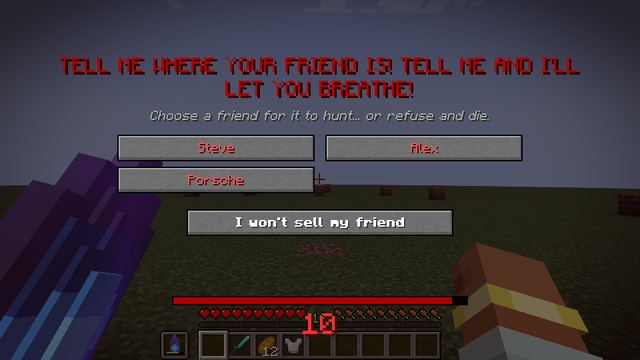 TELL ME WHERE YOUR FRIEND IS! TELL ME AND I'LL
LET YOU BREATHE!
Choose a friend for it to hunt... or refuse and die.
Steve
Alex
Porsche
I won't sell my friend
10
12